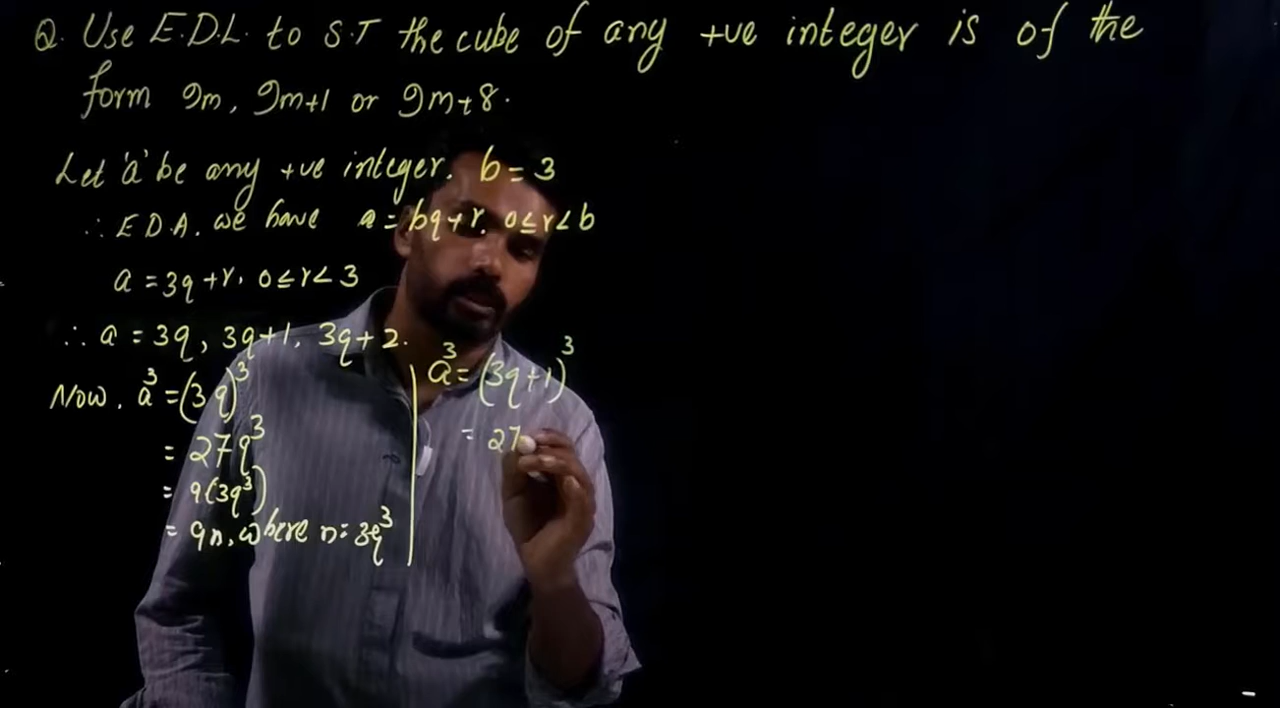 Q. Use E.D.L. to S.T the cube of any +ve integer is of the
form 9m, 9m+1 or 9m+8.
Let 'a' be any +ve integer. b = 3
∴ E D A. we have a = bq+r, 0≤r<b
a = 3q+r, 0≤r<3
∴ a = 3q, 3q+1, 3q+2.
Now, a³ = (3q)³
= 27q³
= 9(3q³)
= 9n, where n = 3q³
a³ = (3q+1)³
= 27